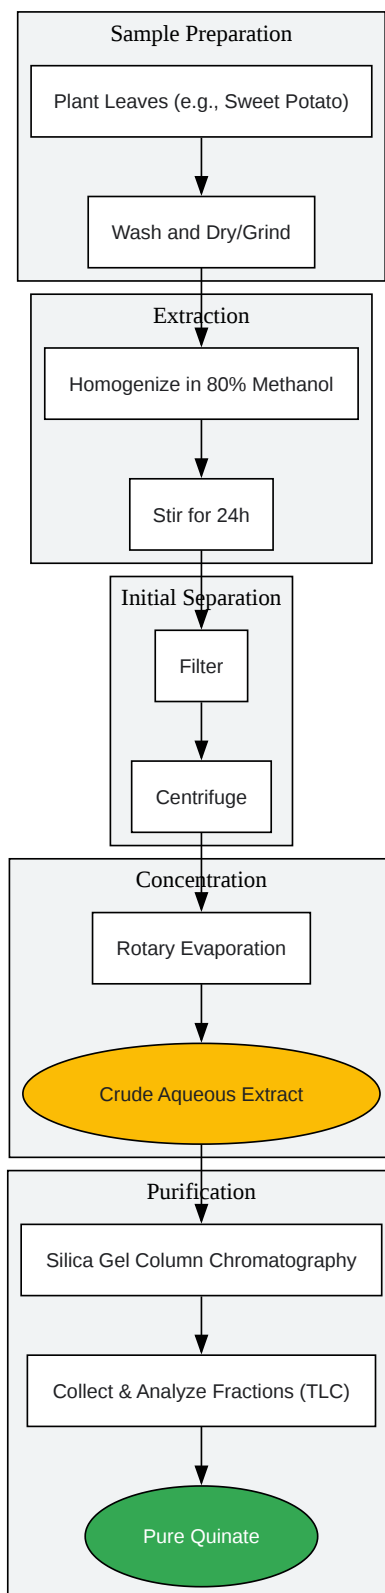 Sample Preparation
Plant Leaves (e.g., Sweet Potato)
Wash and Dry/Grind
Extraction
Homogenize in 80% Methanol
Stir for 24h
Initial Separation
Filter
Centrifuge
Concentration
Rotary Evaporation
Crude Aqueous Extract
Purification
Silica Gel Column Chromatography
Collect & Analyze Fractions (TLC)
Pure Quinate